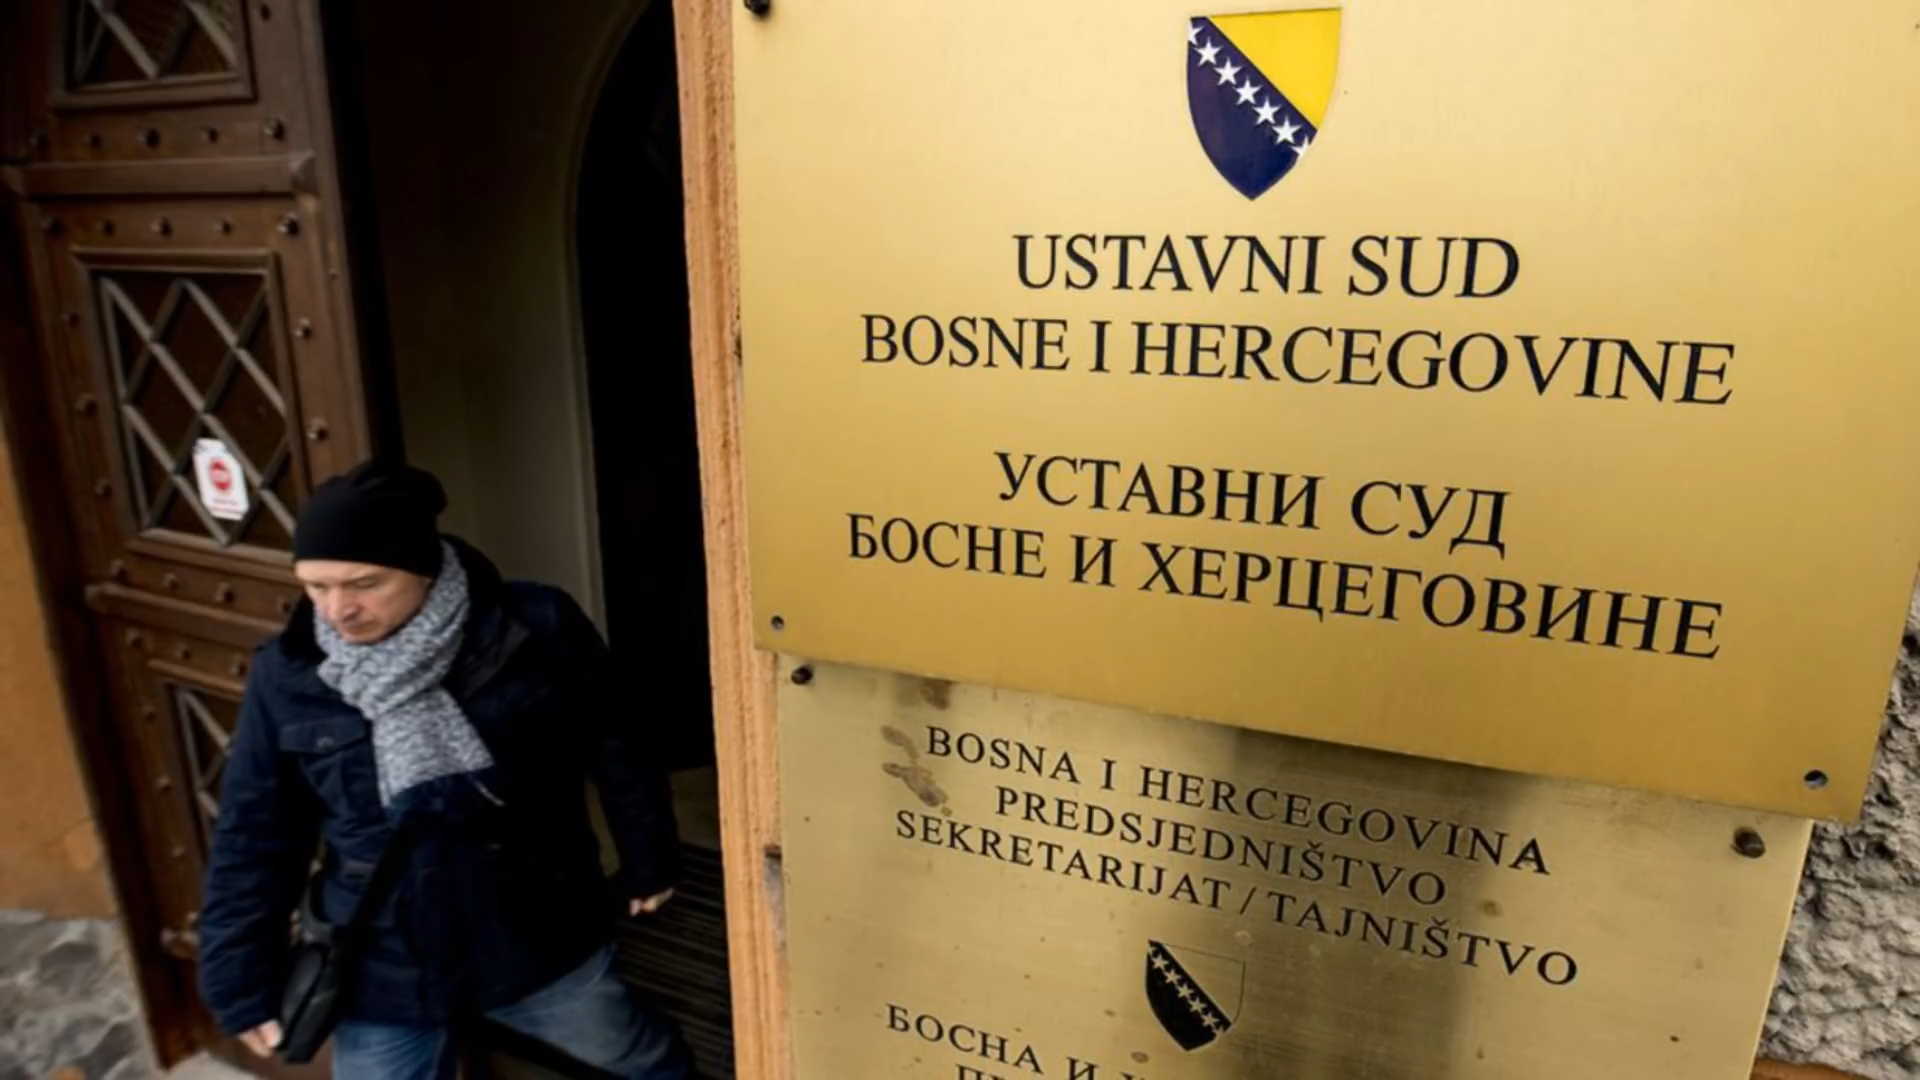 USTAVNI SUD
BOSNE I HERCEGOVINE
УСТАВНИ СУД
БОСНЕ И ХЕРЦЕГОВИНЕ
BOSNA I HERCEGOVINA
PREDSJEDNIŠTVO
SEKRETARIJAT / TAJNIŠTVO
БОСНА И